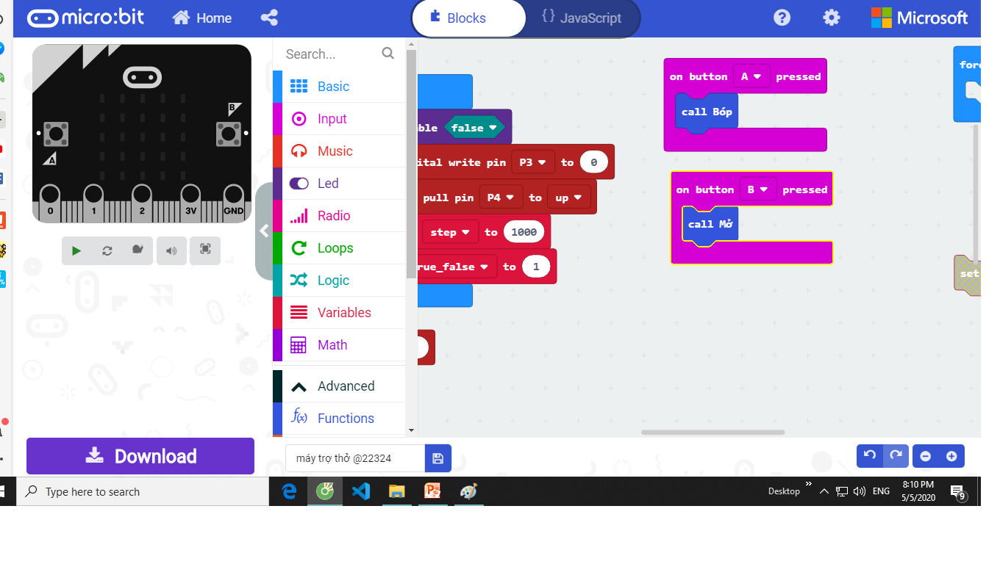 micro:bit
Home
Blocks
JavaScript
Microsoft
A
B
0 1 2 3V GND
Download
Search...
Basic
Input
Music
Led
Radio
Loops
Logic
Variables
Math
Advanced
Functions
false
write pin P3 to 0
pull pin P4 to up
step to 1000
to 1
on button A pressed
call Bóp
on button B pressed
call Mở
set
máy trợ thở @22324
Type here to search
Desktop
ENG
8:10 PM
5/5/2020
9